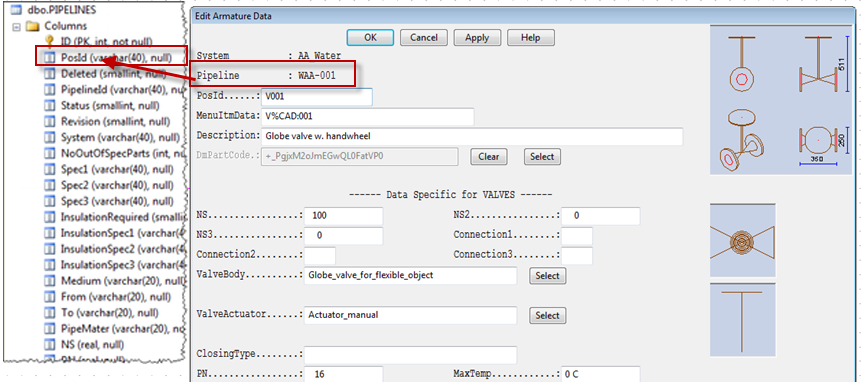 dbo.PIPELINES
Columns
ID (PK, int, not null)
PosId (varchar(40), null)
Deleted (smallint, null)
PipelineId (varchar(40), null)
Status (smallint, null)
Revision (smallint, null)
System (varchar(40), null)
NoOutOfSpecParts (int, nu
Spec1 (varchar(40), null)
Spec2 (varchar(40), null)
Spec3 (varchar(40), null)
InsulationRequired (smallin
InsulationSpec1 (varchar(4
InsulationSpec2 (varchar(4
InsulationSpec3 (varchar(4
Medium (varchar(20), null)
From (varchar(20), null)
To (varchar(20), null)
PipeMater (varchar(20), no
NS (real, null)
Edit Armature Data
OK Cancel Apply Help
System : AA Water
Pipeline : WAA-001
PosId......: V001
MenuItmData: V%CAD:001
Description: Globe valve w. handwheel
DmPartCode.: +_PgjxM2oJmEGwQL0FatVP0 Clear Select
------ Data Specific for VALVES ------
NS...............: 100 NS2..............: 0
NS3..............: 0 Connection1........:
Connection2........: Connection3........:
ValveBody.........: Globe_valve_for_flexible_object Select
ValveActuator......: Actuator_manual Select
ClosingType........:
PN...............: 16 MaxTemp............: 0 C
511
250
350